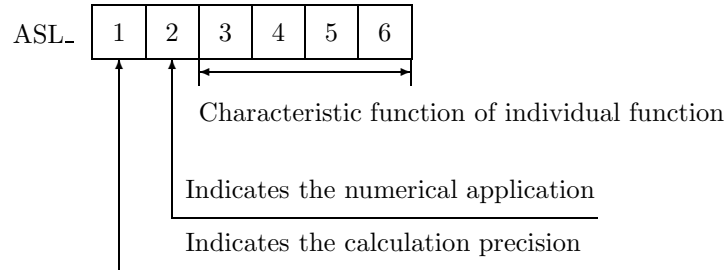 ASL_ 1 2 3 4 5 6
Characteristic function of individual function
Indicates the numerical application
Indicates the calculation precision